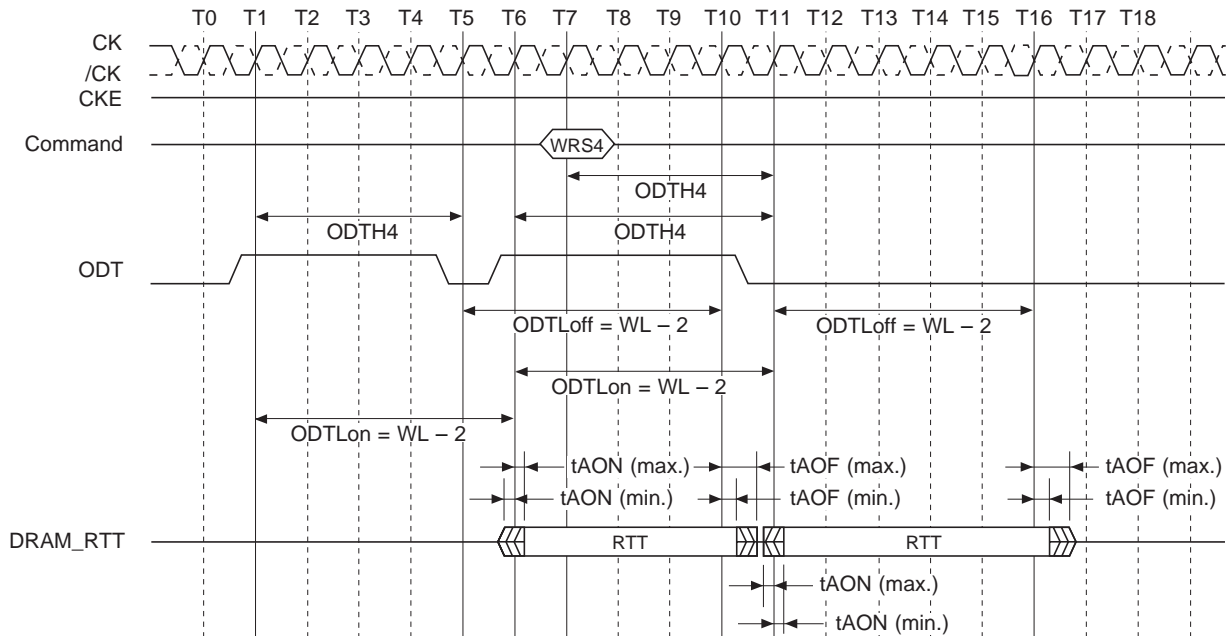 T0 T1 T2 T3 T4 T5 T6 T7 T8 T9 T10 T11 T12 T13 T14 T15 T16 T17 T18
CK
/CK
CKE
Command WRS4
ODTH4
ODTH4 ODTH4
ODT
ODTLoff = WL – 2 ODTLoff = WL – 2
ODTLon = WL – 2
ODTLon = WL – 2
tAON (max.) tAOF (max.) tAOF (max.)
tAON (min.) tAOF (min.) tAOF (min.)
DRAM_RTT RTT RTT
tAON (max.)
tAON (min.)